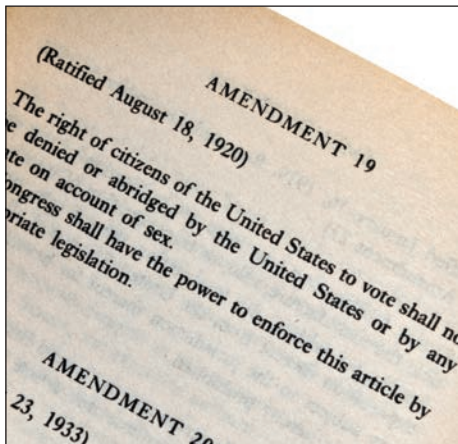 AMENDMENT 19
(Ratified August 18, 1920)
The right of citizens of the United States to vote shall no
e denied or abridged by the United States or by any
te on account of sex.
ongress shall have the power to enforce this article by
priate legislation.
AMENDMENT 20
23, 1933)